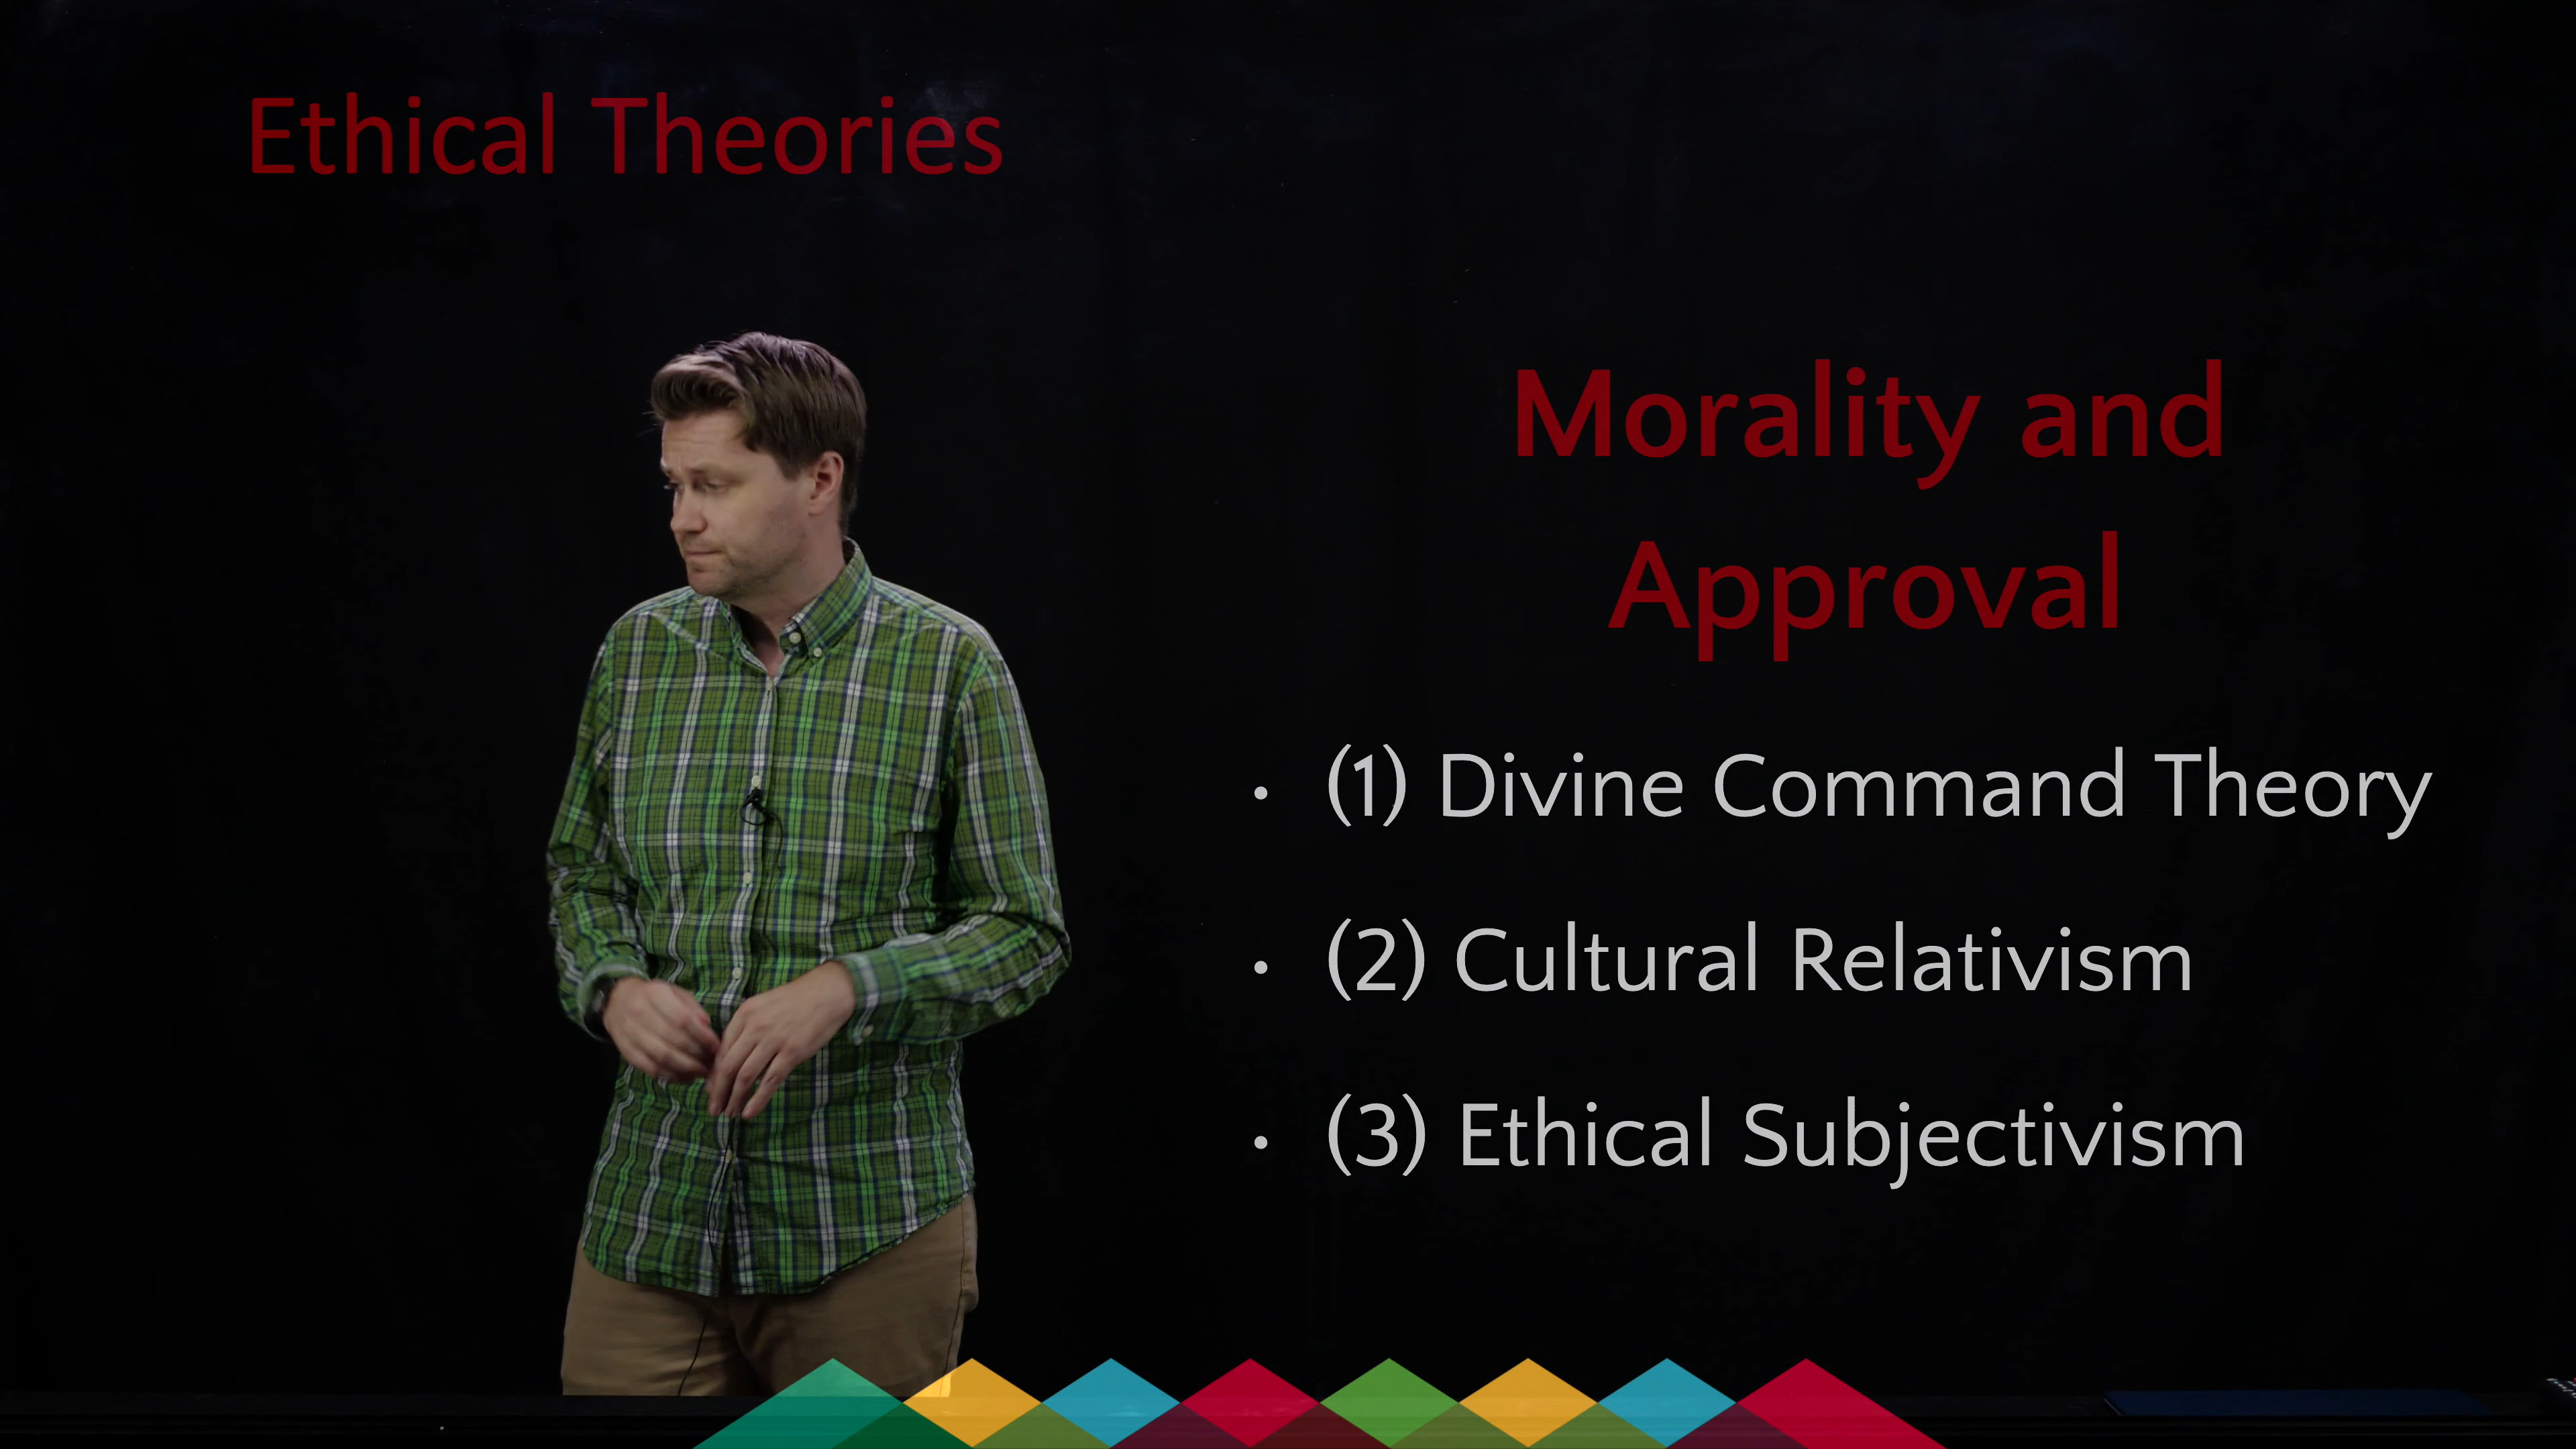 Ethical Theories
Morality and
Approval
• (1) Divine Command Theory
• (2) Cultural Relativism
• (3) Ethical Subjectivism